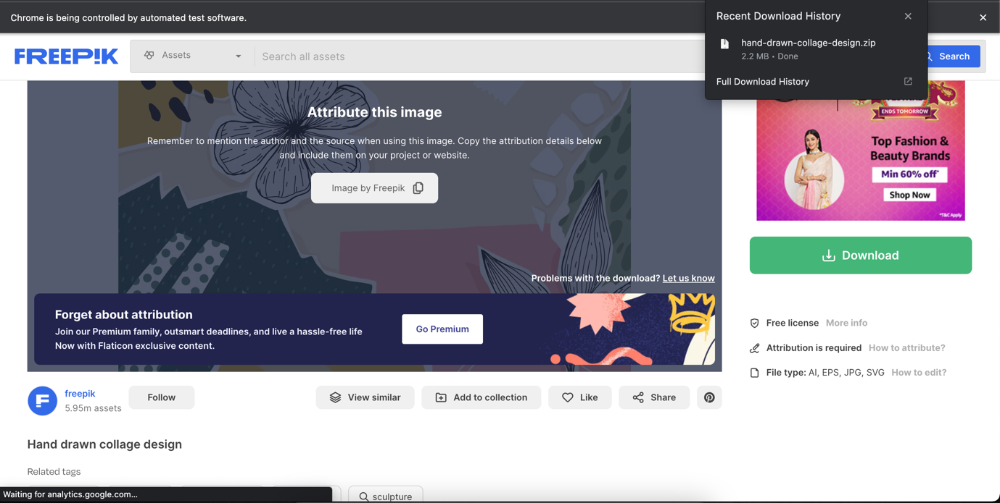 Chrome is being controlled by automated test software.
Recent Download History
hand-drawn-collage-design.zip
2.2 MB • Done
Full Download History
FREEPIK
Assets
Search all assets
Search
Attribute this image
Remember to mention the author and the source when using this image. Copy the attribution details below
and include them on your project or website.
Image by Freepik
Problems with the download? Let us know
Forget about attribution
Join our Premium family, outsmart deadlines, and live a hassle-free life
Now with Flaticon exclusive content.
Go Premium
ENDS TOMORROW
Top Fashion &
Beauty Brands
Min 60% off*
Shop Now
*T&C Apply
Download
Free license More info
Attribution is required How to attribute?
File type: AI, EPS, JPG, SVG How to edit?
freepik
5.95m assets
Follow
View similar
Add to collection
Like
Share
Hand drawn collage design
Related tags
sculpture
Waiting for analytics.google.com...